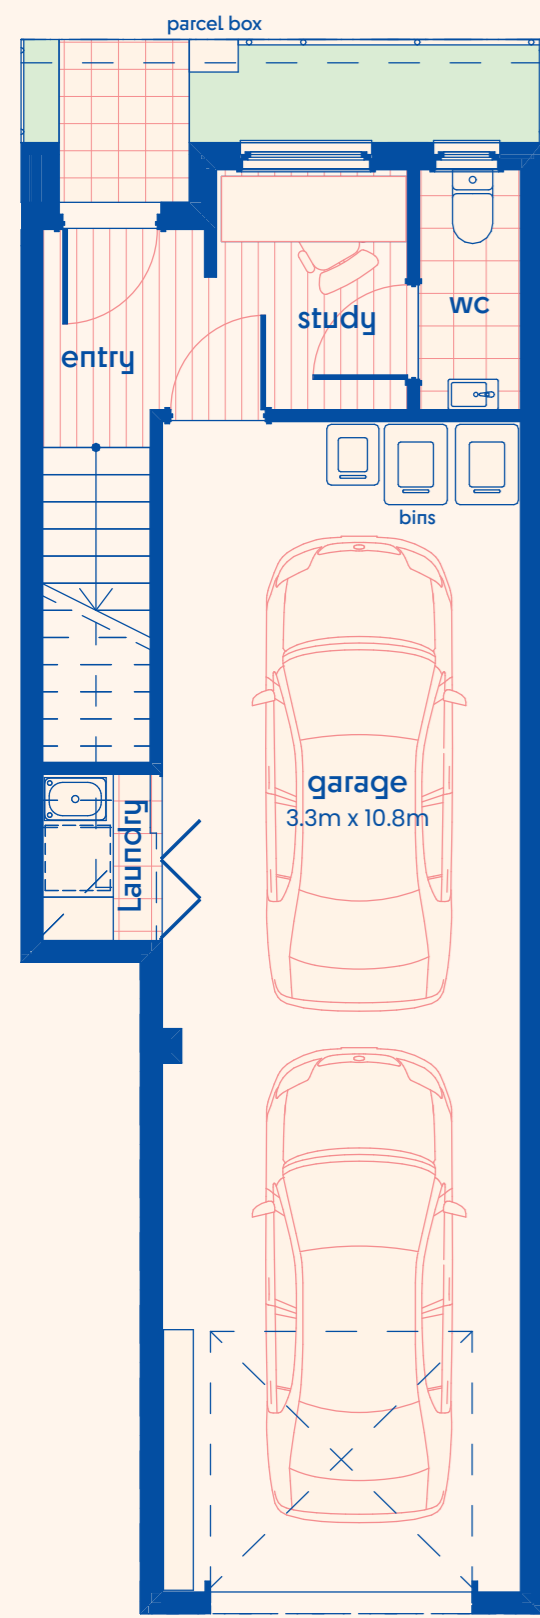 parcel box
WC
study
entry
bins
garage
3.3m x 10.8m
Laundry